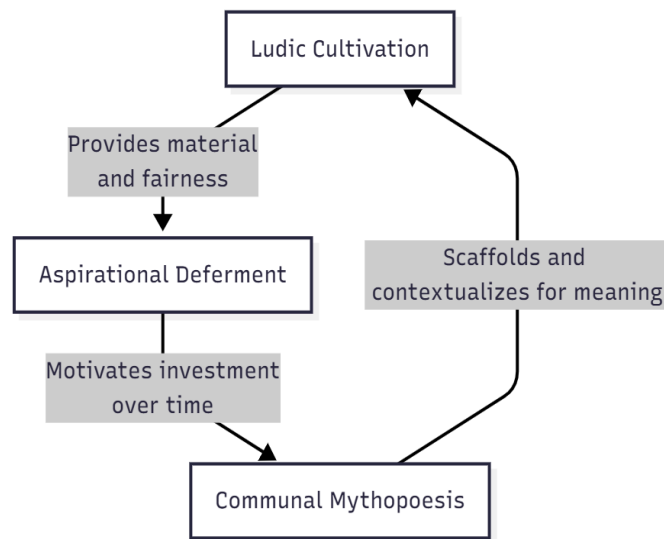 Ludic Cultivation
Provides material
and fairness
Aspirational Deferment
Scaffolds and
contextualizes for meaning
Motivates investment
over time
Communal Mythopoesis